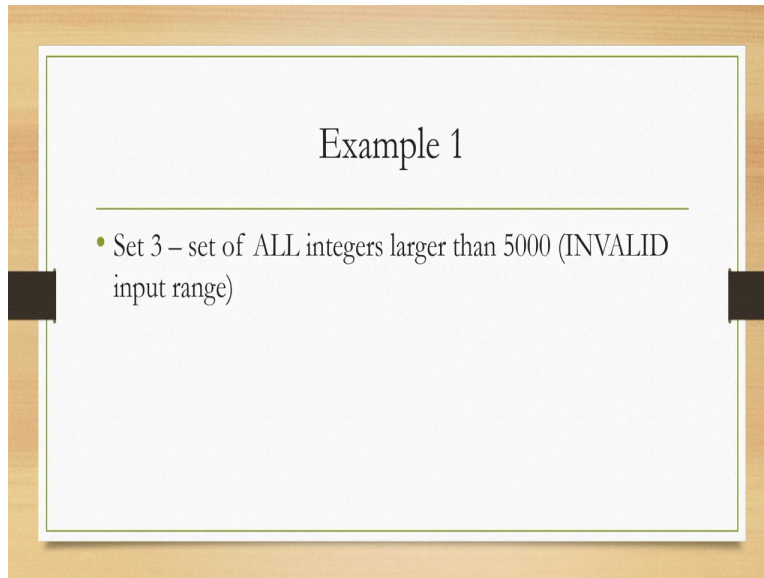 Example 1
• Set 3 – set of ALL integers larger than 5000 (INVALID
input range)